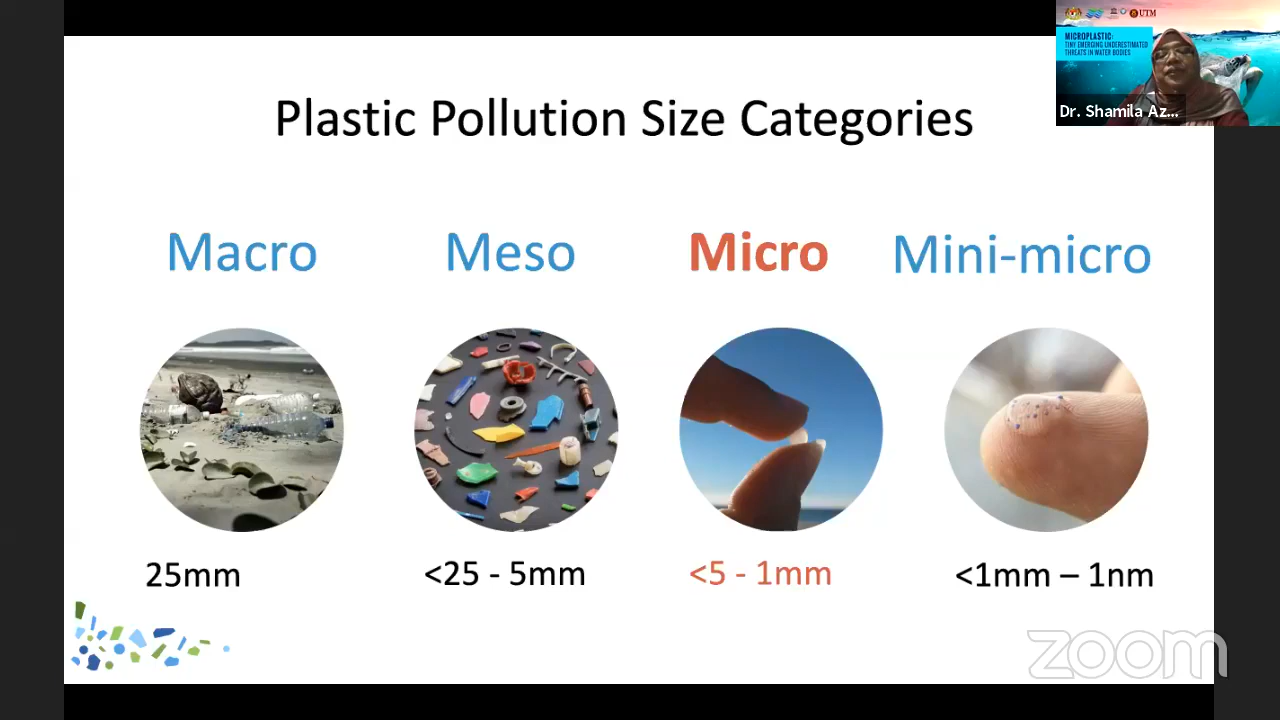 UTM
MICROPLASTIC:
TINY EMERGING UNDERESTIMATED
THREATS IN WATER BODIES
Dr. Shamila Az...
Plastic Pollution Size Categories
Macro
Meso
Micro
Mini-micro
25mm
<25 - 5mm
<5 - 1mm
<1mm – 1nm
zoom